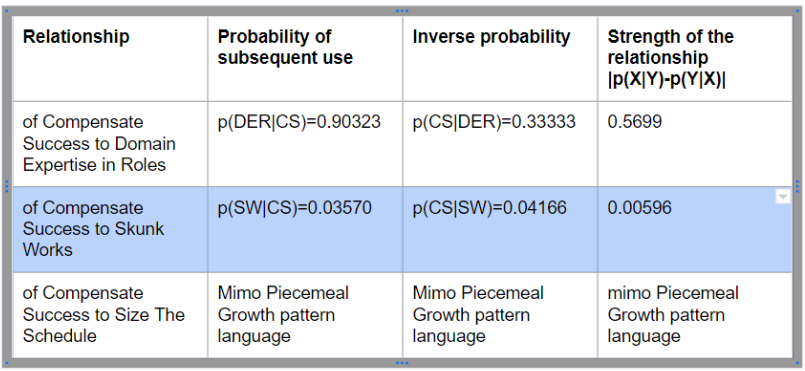 Relationship
Probability of
subsequent use
Inverse probability
Strength of the
relationship
|p(X|Y)-p(Y|X)|
of Compensate
Success to Domain
Expertise in Roles
p(DER|CS)=0.90323
p(CS|DER)=0.33333
0.5699
of Compensate
Success to Skunk
Works
p(SW|CS)=0.03570
p(CS|SW)=0.04166
0.00596
of Compensate
Success to Size The
Schedule
Mimo Piecemeal
Growth pattern
language
Mimo Piecemeal
Growth pattern
language
mimo Piecemeal
Growth pattern
language